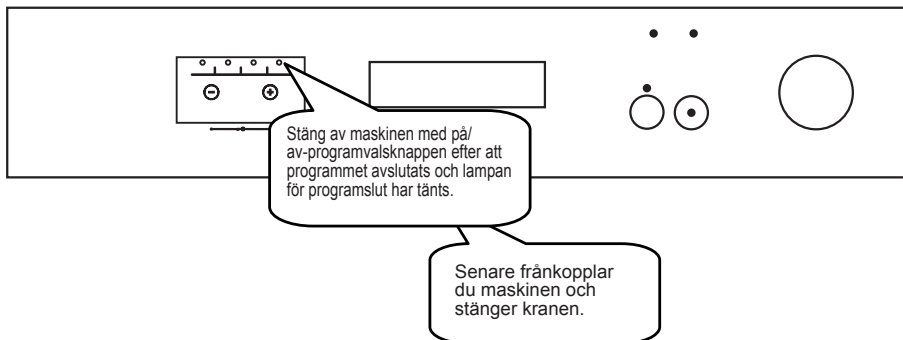 Stäng av maskinen med på/
av-programvalsknappen efter att
programmet avslutats och lampan
för programslut har tänts.
Senare frånkopplar
du maskinen och
stänger kranen.